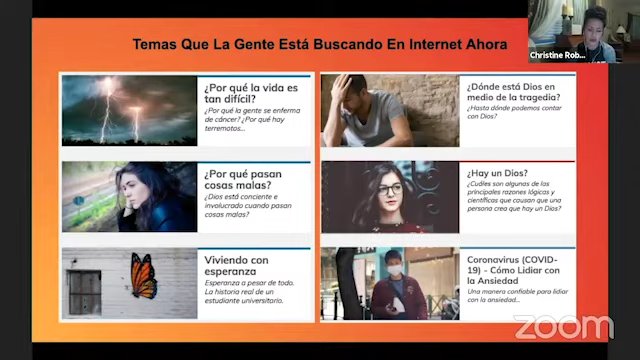 Temas Que La Gente Está Buscando En Internet Ahora
Christine Rob...
¿Por qué la vida es
tan difícil?
¿Por qué la gente se enferma
de cáncer? ¿Por qué hay
terremotos...
¿Dónde está Dios en
medio de la tragedia?
¿Hasta dónde podemos contar
con Dios?
¿Por qué pasan
cosas malas?
¿Dios está conciente e
involucrado cuando pasan
cosas malas?
¿Hay un Dios?
¿Cuáles son algunas de las
principales razones lógicas y
científicas que causan que una
persona crea que hay un Dios?
Viviendo con
esperanza
Esperanza a pesar de todo.
La historia real de un
estudiante universitario.
Coronavirus (COVID-
19) - Cómo Lidiar con
la Ansiedad
Una manera confiable para lidiar
con la ansiedad...
zoom